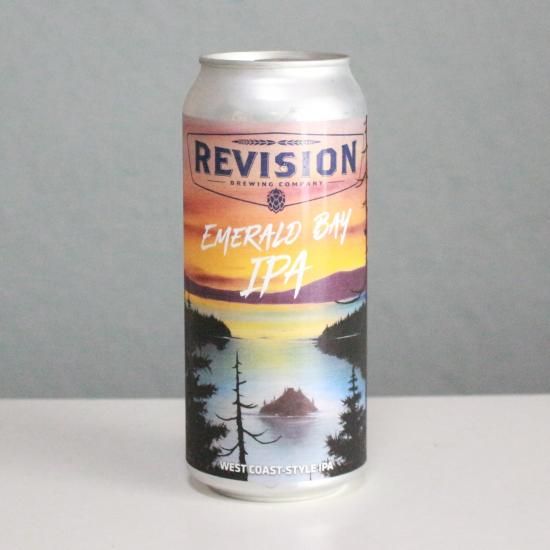 REVISION
BREWING COMPANY
EMERALD BAY
IPA
WEST COAST-STYLE IPA